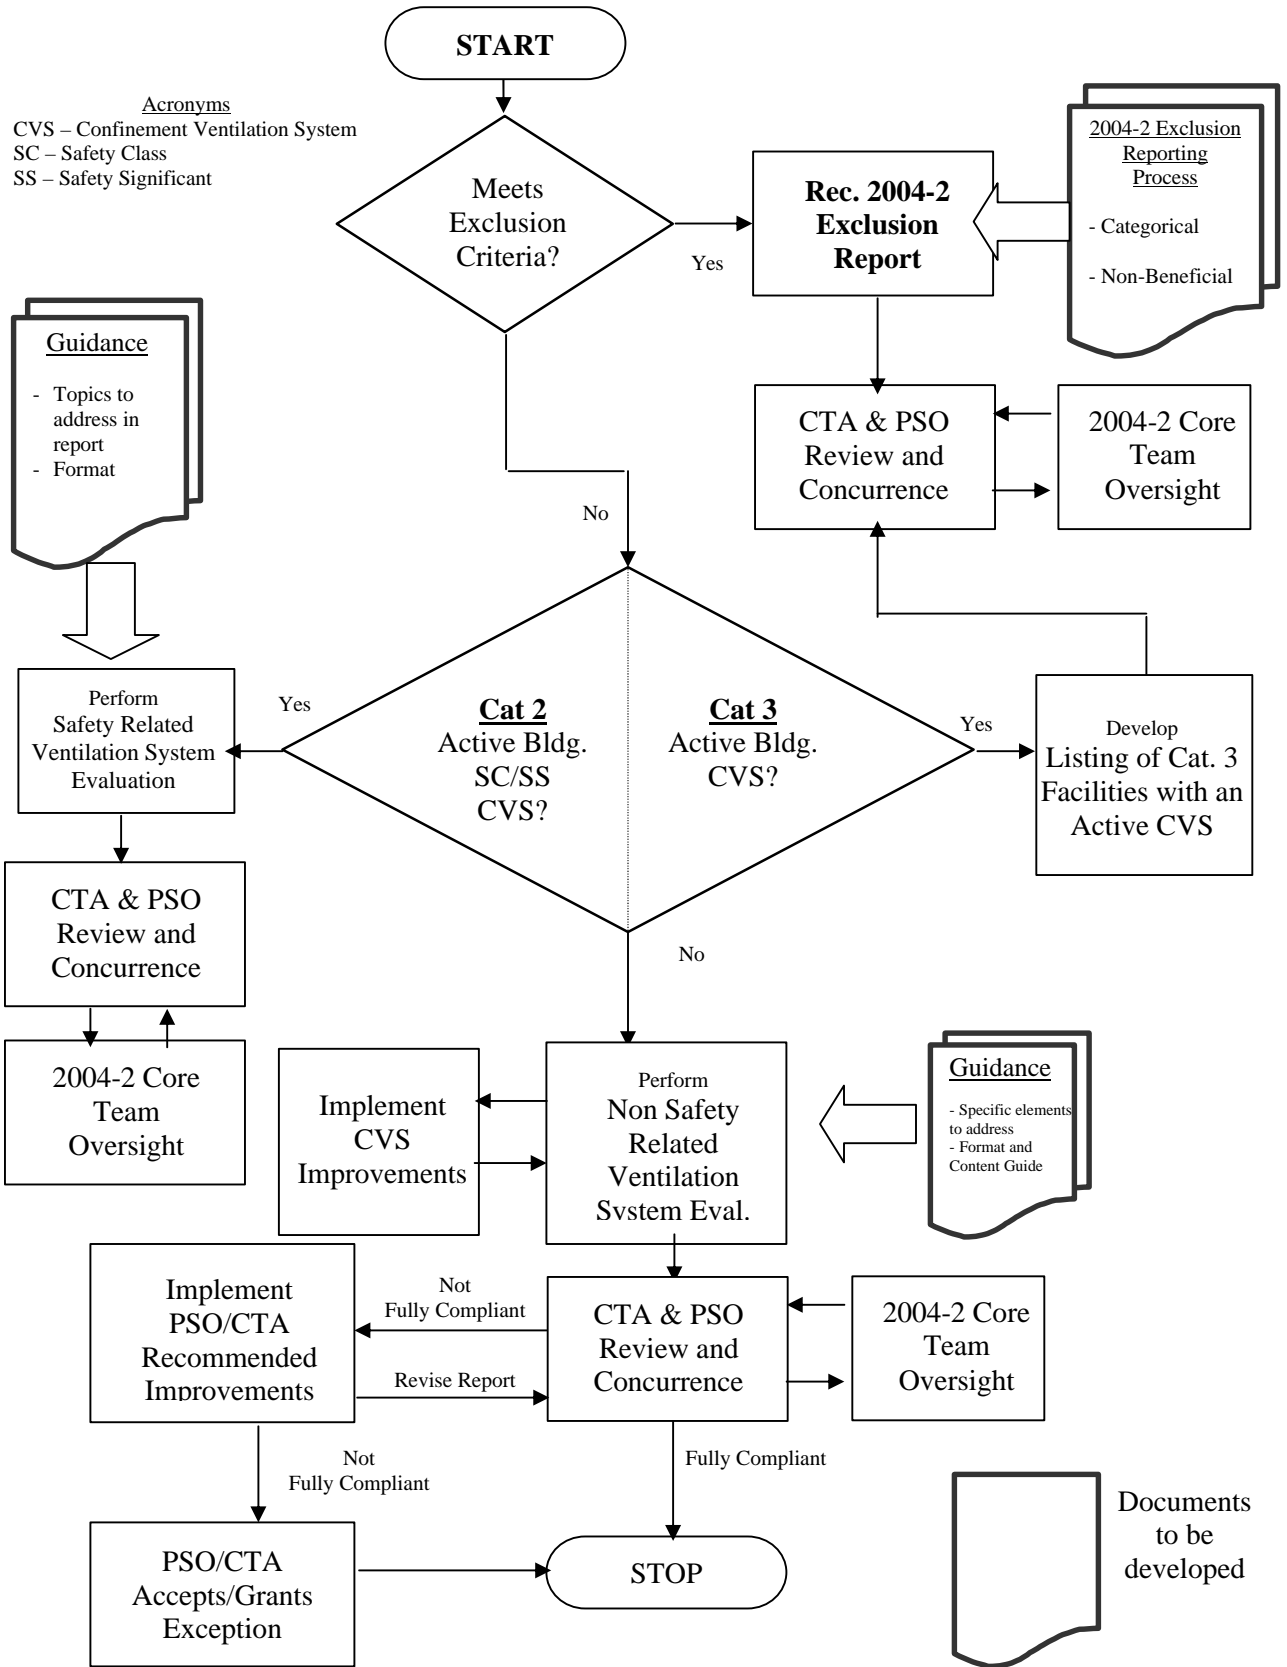 START
Acronyms
CVS – Confinement Ventilation System
SC – Safety Class
SS – Safety Significant
Meets
Exclusion
Criteria?
Yes
Rec. 2004-2
Exclusion
Report
2004-2 Exclusion
Reporting
Process
- Categorical
- Non-Beneficial
Guidance
- Topics to
address in
report
- Format
CTA & PSO
Review and
Concurrence
2004-2 Core
Team
Oversight
No
Perform
Safety Related
Ventilation System
Evaluation
Yes
Cat 2
Active Bldg.
SC/SS
CVS?
Cat 3
Active Bldg.
CVS?
Yes
Develop
Listing of Cat. 3
Facilities with an
Active CVS
CTA & PSO
Review and
Concurrence
No
2004-2 Core
Team
Oversight
Implement
CVS
Improvements
Perform
Non Safety
Related
Ventilation
System Eval.
Guidance
- Specific elements
to address
- Format and
Content Guide
Implement
PSO/CTA
Recommended
Improvements
Not
Fully Compliant
Revise Report
CTA & PSO
Review and
Concurrence
2004-2 Core
Team
Oversight
Not
Fully Compliant
Fully Compliant
PSO/CTA
Accepts/Grants
Exception
STOP
Documents
to be
developed